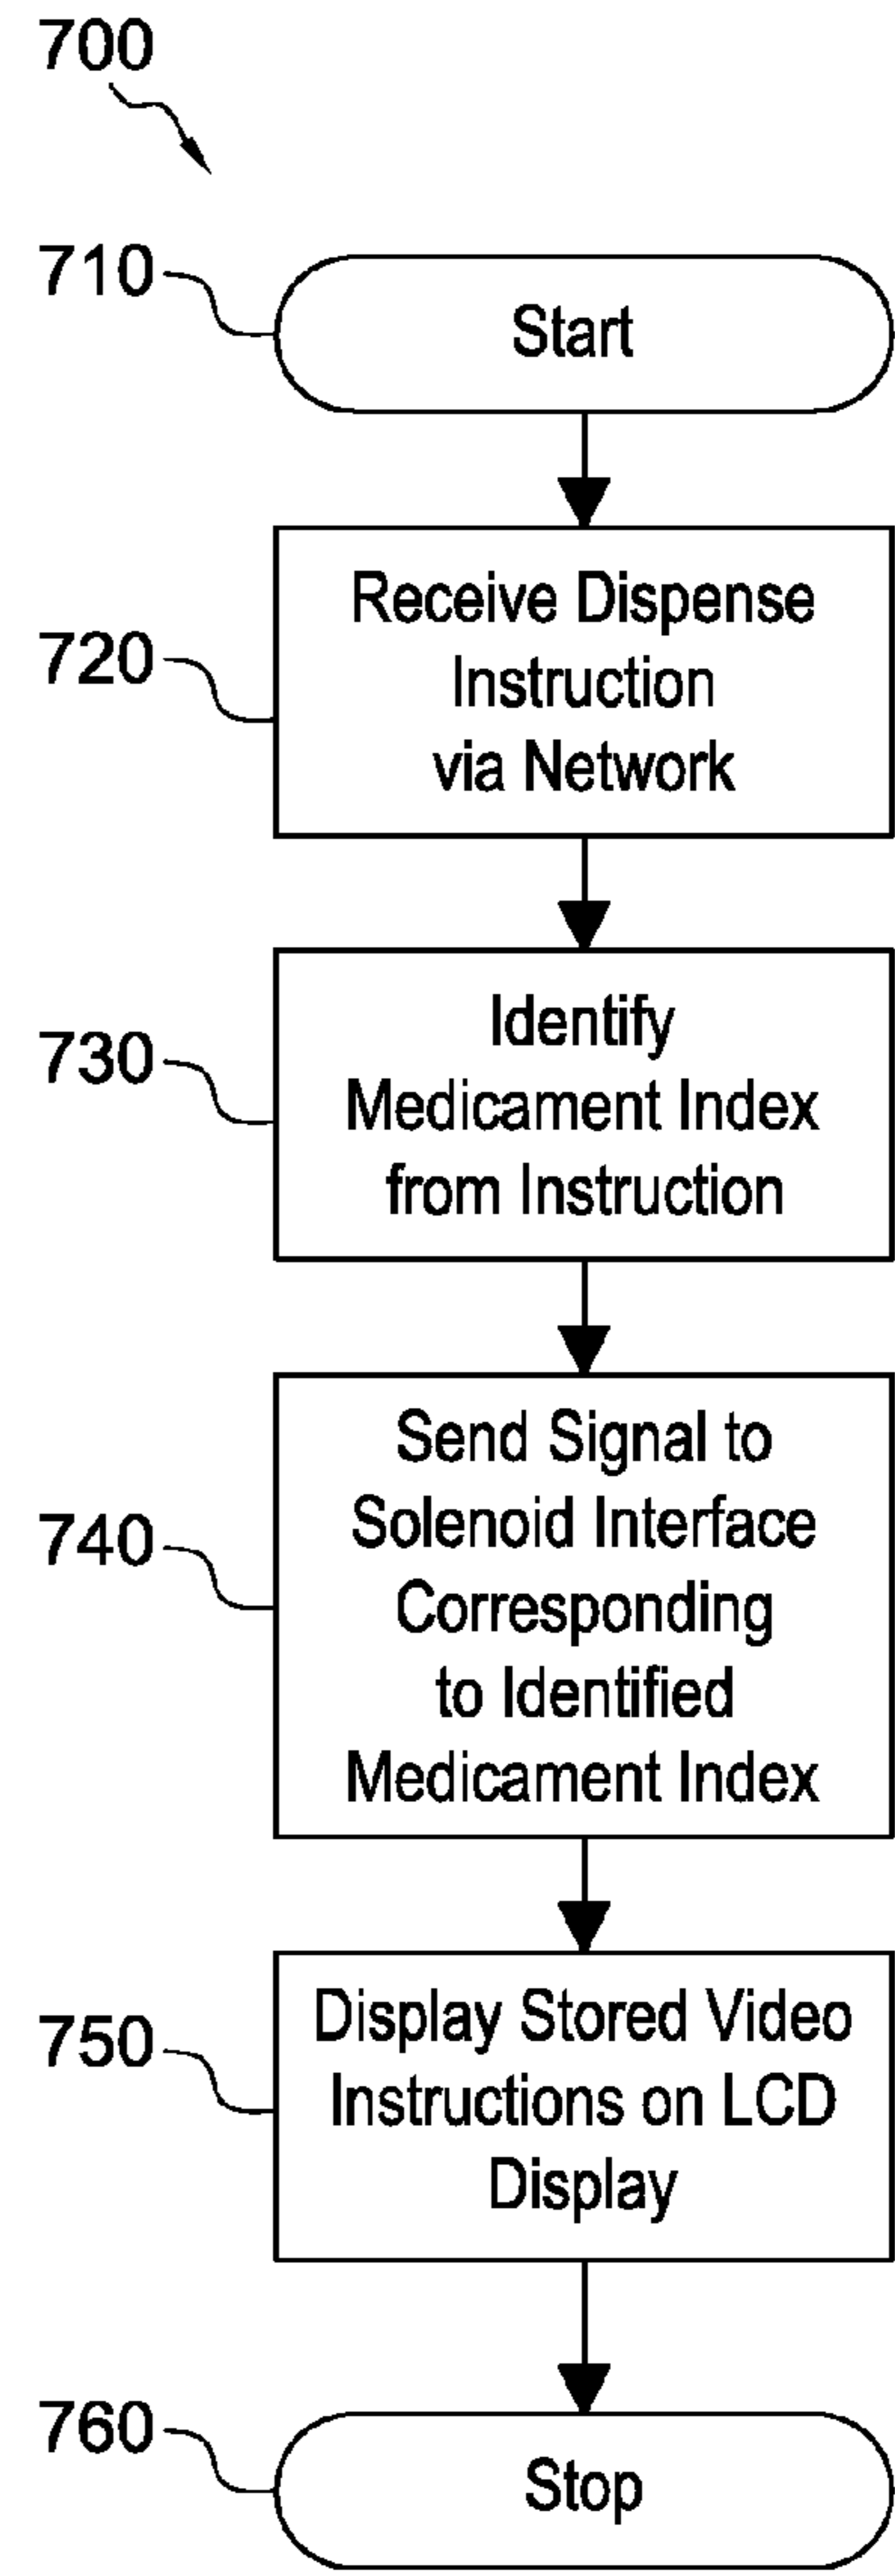 700
710
Start
720
Receive Dispense
Instruction
via Network
730
Identify
Medicament Index
from Instruction
740
Send Signal to
Solenoid Interface
Corresponding
to Identified
Medicament Index
750
Display Stored Video
Instructions on LCD
Display
760
Stop